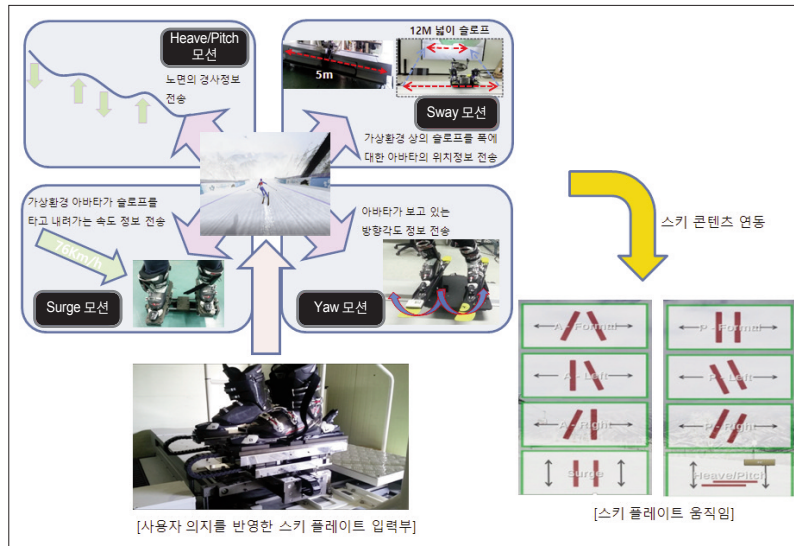 Heave/Pitch
모션
노면의 경사정보
전송
12M 넓이 슬로프
5m
Sway 모션
가상환경 상의 슬로프를 폭에
대한 아바타의 위치정보 전송
가상환경 아바타가 슬로프를
타고 내려가는 속도 정보 전송
76Km/h
Surge 모션
아바타가 보고 있는
방향각도 정보 전송
Yaw 모션
스키 콘텐츠 연동
A - Formal
P - Formal
A - Left
P - Left
A - Right
P - Right
Surge
Heave/Pitch
[사용자 의지를 반영한 스키 플레이트 입력부]
[스키 플레이트 움직임]